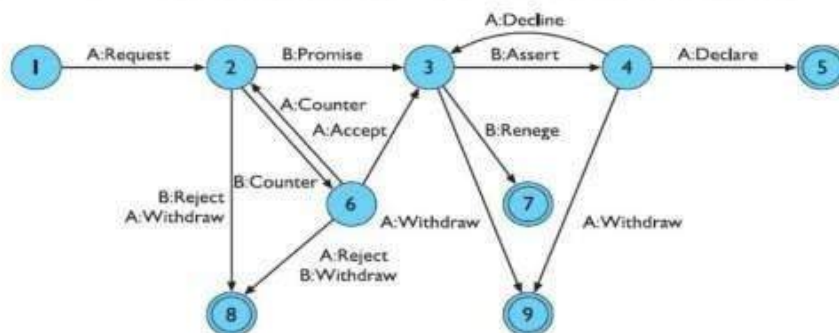 A:Decline
1
A:Request
2
B:Promise
3
B:Assert
4
A:Declare
5
A:Counter
A:Accept
B:Renege
B:Reject
A:Withdraw
B:Counter
6
7
A:Withdraw
A:Withdraw
A:Reject
B:Withdraw
8
9